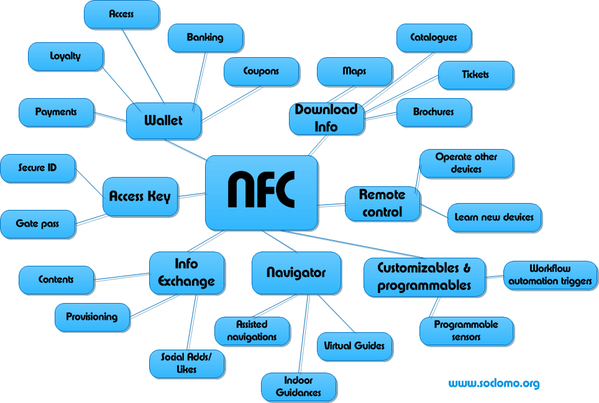 Access
Banking
Loyalty
Coupons
Payments
Wallet
Catalogues
Maps
Tickets
Download
Info
Brochures
Secure ID
Access Key
Gate pass
NFC
Operate other
devices
Remote
control
Learn new devices
Info
Exchange
Contents
Provisioning
Social Adds/
Likes
Navigator
Assisted
navigations
Virtual Guides
Indoor
Guidances
Customizables &
programmables
Workflow
automation triggers
Programmable
sensors
www.soclomo.org